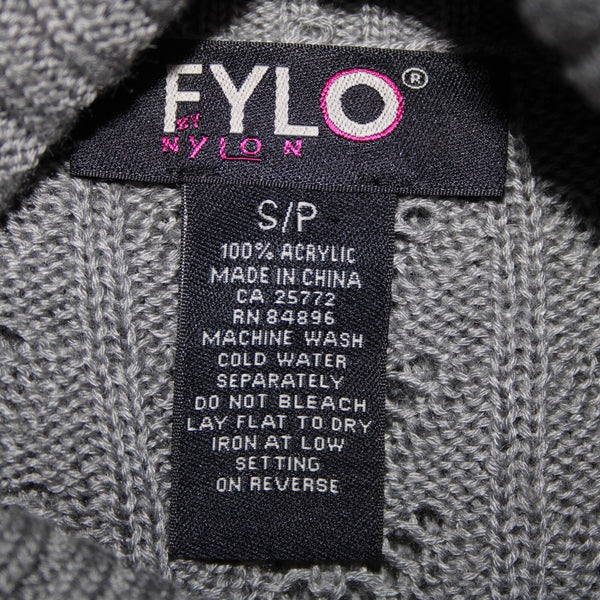 FYLO®
BY
NYLON
S/P
100% ACRYLIC
MADE IN CHINA
CA 25772
RN 84896
MACHINE WASH
COLD WATER
SEPARATELY
DO NOT BLEACH
LAY FLAT TO DRY
IRON AT LOW
SETTING
ON REVERSE